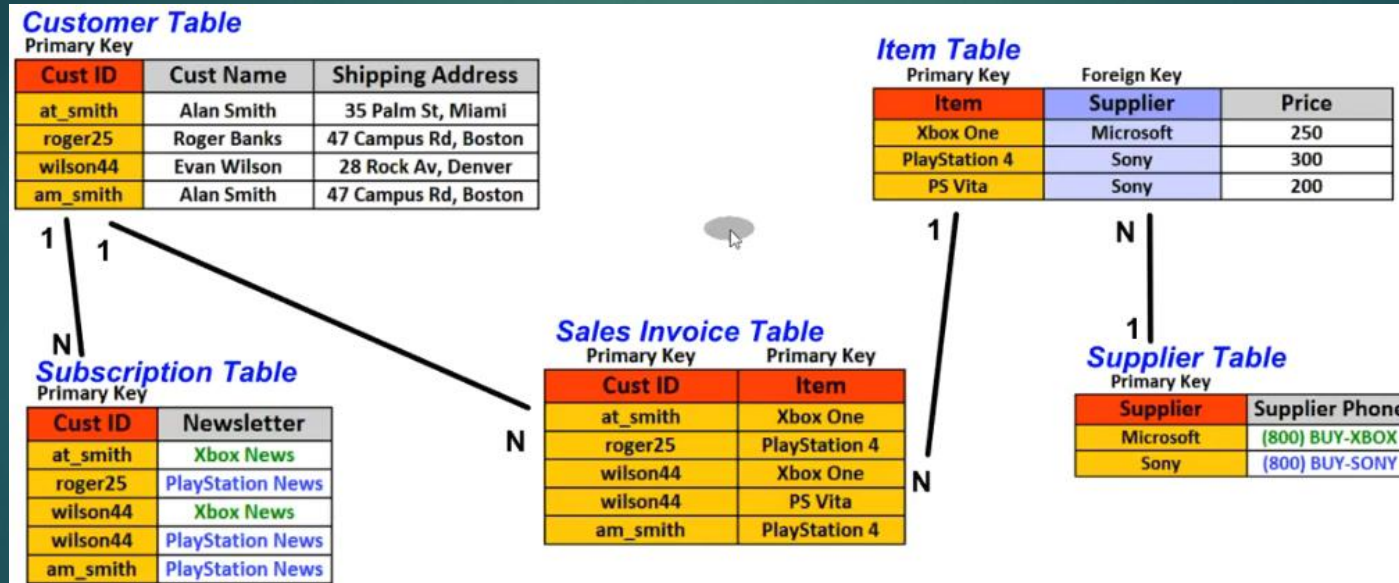 Customer Table
Primary Key
Cust ID Cust Name Shipping Address
at_smith Alan Smith 35 Palm St, Miami
roger25 Roger Banks 47 Campus Rd, Boston
wilson44 Evan Wilson 28 Rock Av, Denver
am_smith Alan Smith 47 Campus Rd, Boston
Item Table
Primary Key Foreign Key
Item Supplier Price
Xbox One Microsoft 250
PlayStation 4 Sony 300
PS Vita Sony 200
1 1
1 N
N
N
N
1
Subscription Table
Primary Key
Cust ID Newsletter
at_smith Xbox News
roger25 PlayStation News
wilson44 Xbox News
wilson44 PlayStation News
am_smith PlayStation News
Sales Invoice Table
Primary Key Primary Key
Cust ID Item
at_smith Xbox One
roger25 PlayStation 4
wilson44 Xbox One
wilson44 PS Vita
am_smith PlayStation 4
Supplier Table
Primary Key
Supplier Supplier Phone
Microsoft (800) BUY-XBOX
Sony (800) BUY-SONY